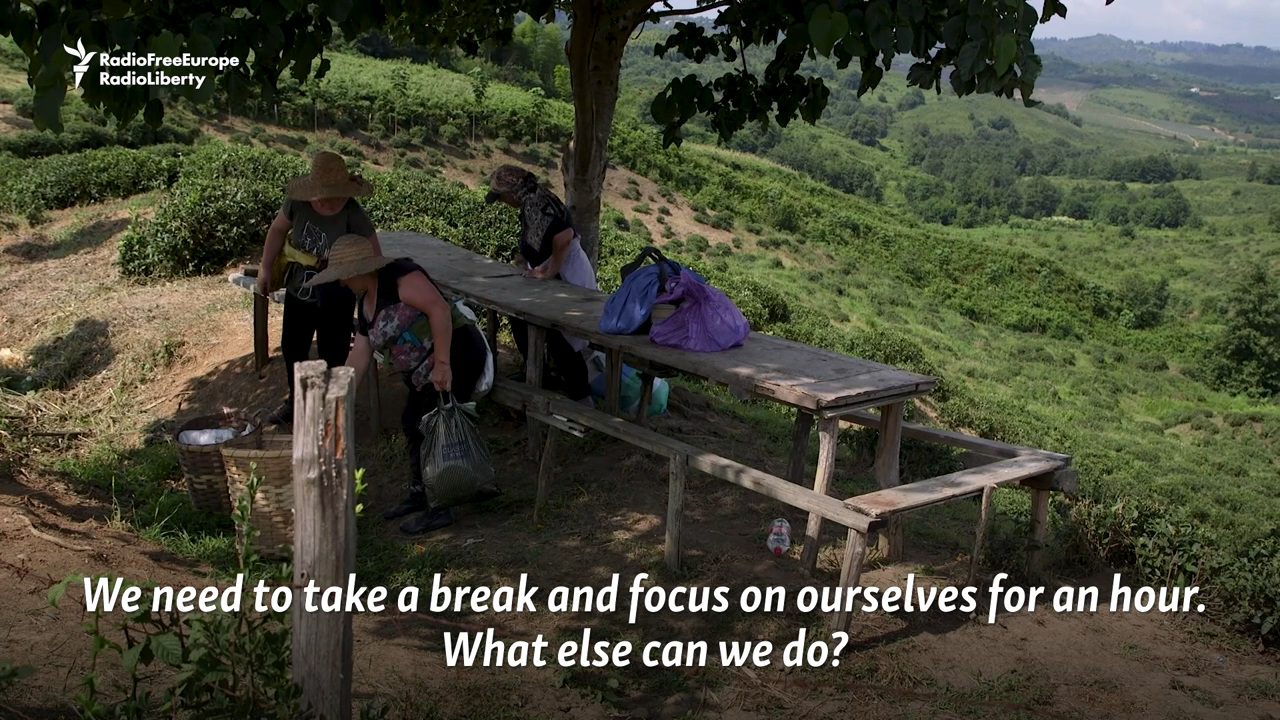 RadioFreeEurope
RadioLiberty
We need to take a break and focus on ourselves for an hour.
What else can we do?